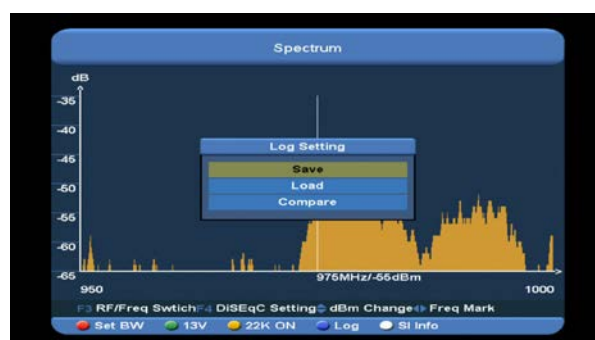 Spectrum
dB
-35
-40
Log Setting
-45
Save
Load
-50
Compare
-55
-60
-65
975MHz/-55dBm
950
1000
F3 RF/Freq Swtich F4 DiSEqC Setting dBm Change Freq Mark
Set BW 13V 22K ON Log SI Info